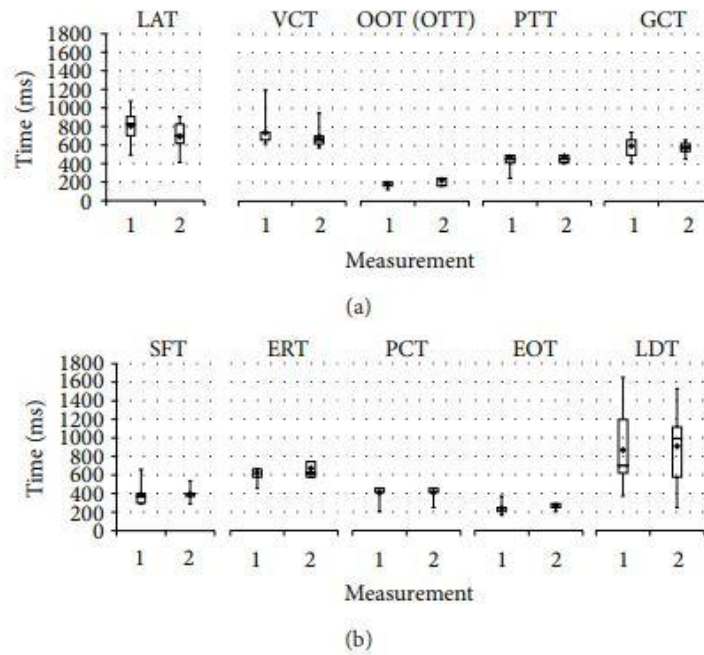 LAT VCT OOT (OTT) PTT GCT
1800
1600
1400
1200
1000
800
600
400
200
0
Time (ms)
1 2 1 2 1 2 1 2 1 2
Measurement
(a)
SFT ERT PCT EOT LDT
1800
1600
1400
1200
1000
800
600
400
200
0
Time (ms)
1 2 1 2 1 2 1 2 1 2
Measurement
(b)